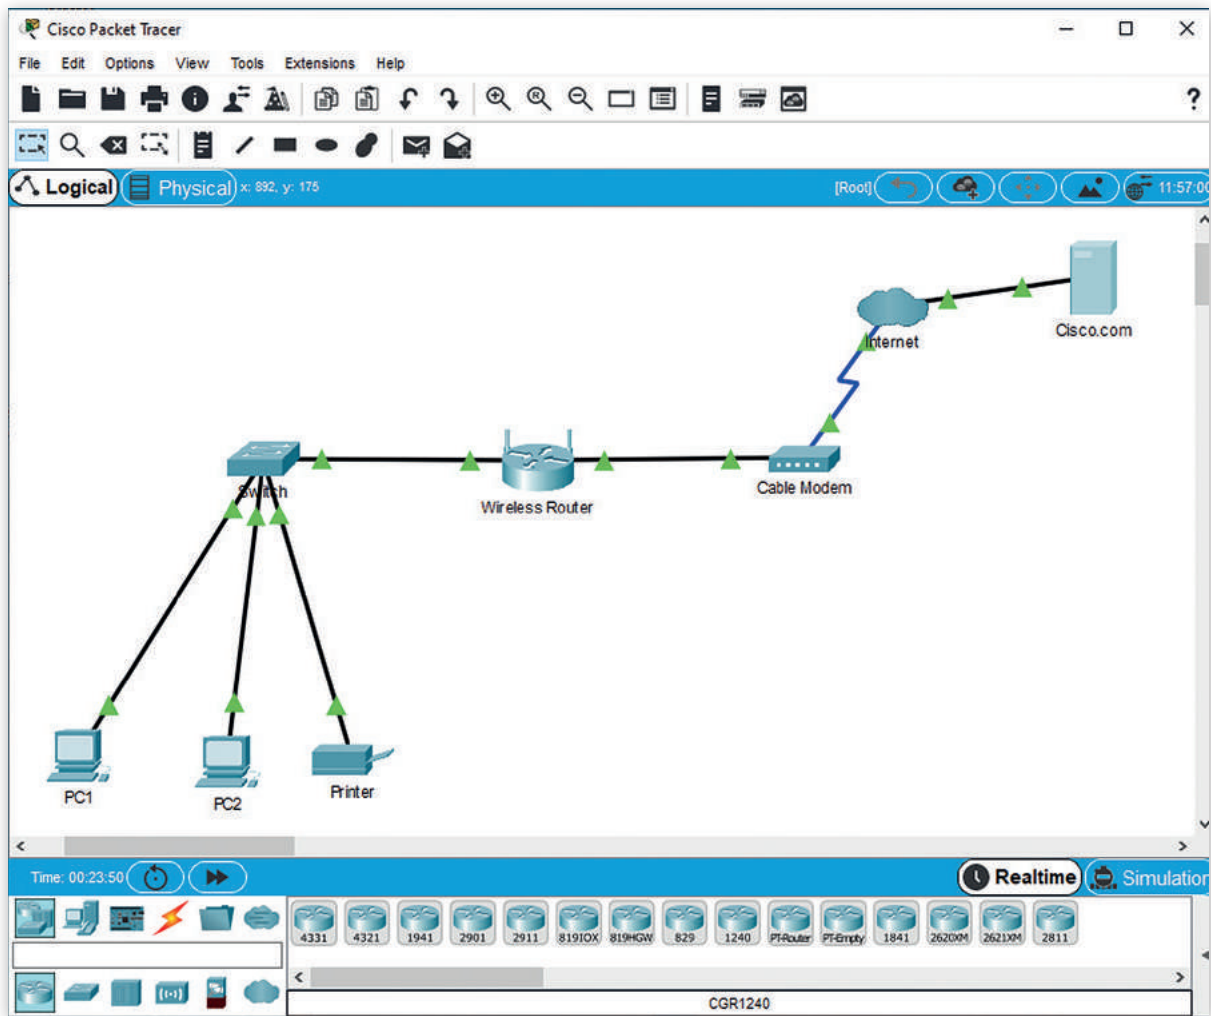 Cisco Packet Tracer
File Edit Options View Tools Extensions Help
?
Logical Physical x: 892, y: 175 [Root] 11:57:00
Cisco.com
Internet
Switch
Wireless Router
Cable Modem
PC1
PC2
Printer
Time: 00:23:50 Realtime Simulation
4331 4321 1941 2901 2911 819IOX 819HGW 829 1240 PT-Router PT-Empty 1841 2620XM 2621XM 2811
CGR1240